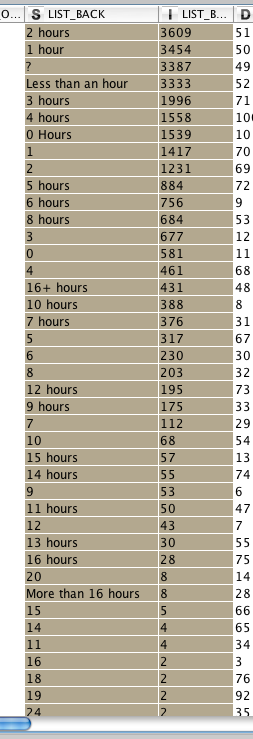 O... S LIST_BACK I LIST_B... D
2 hours 3609 51
1 hour 3454 50
? 3387 49
Less than an hour 3333 52
3 hours 1996 71
4 hours 1558 100
0 Hours 1539 10
1 1417 70
2 1231 69
5 hours 884 72
6 hours 756 9
8 hours 684 53
3 677 12
0 581 11
4 461 68
16+ hours 431 48
10 hours 388 8
7 hours 376 31
5 317 67
6 230 30
8 203 32
12 hours 195 73
9 hours 175 33
7 112 29
10 68 54
15 hours 57 13
14 hours 55 74
9 53 6
11 hours 50 47
12 43 7
13 hours 30 55
16 hours 28 75
20 8 14
More than 16 hours 8 28
15 5 66
14 4 65
11 4 34
16 2 3
18 2 76
19 2 92
24 2 35